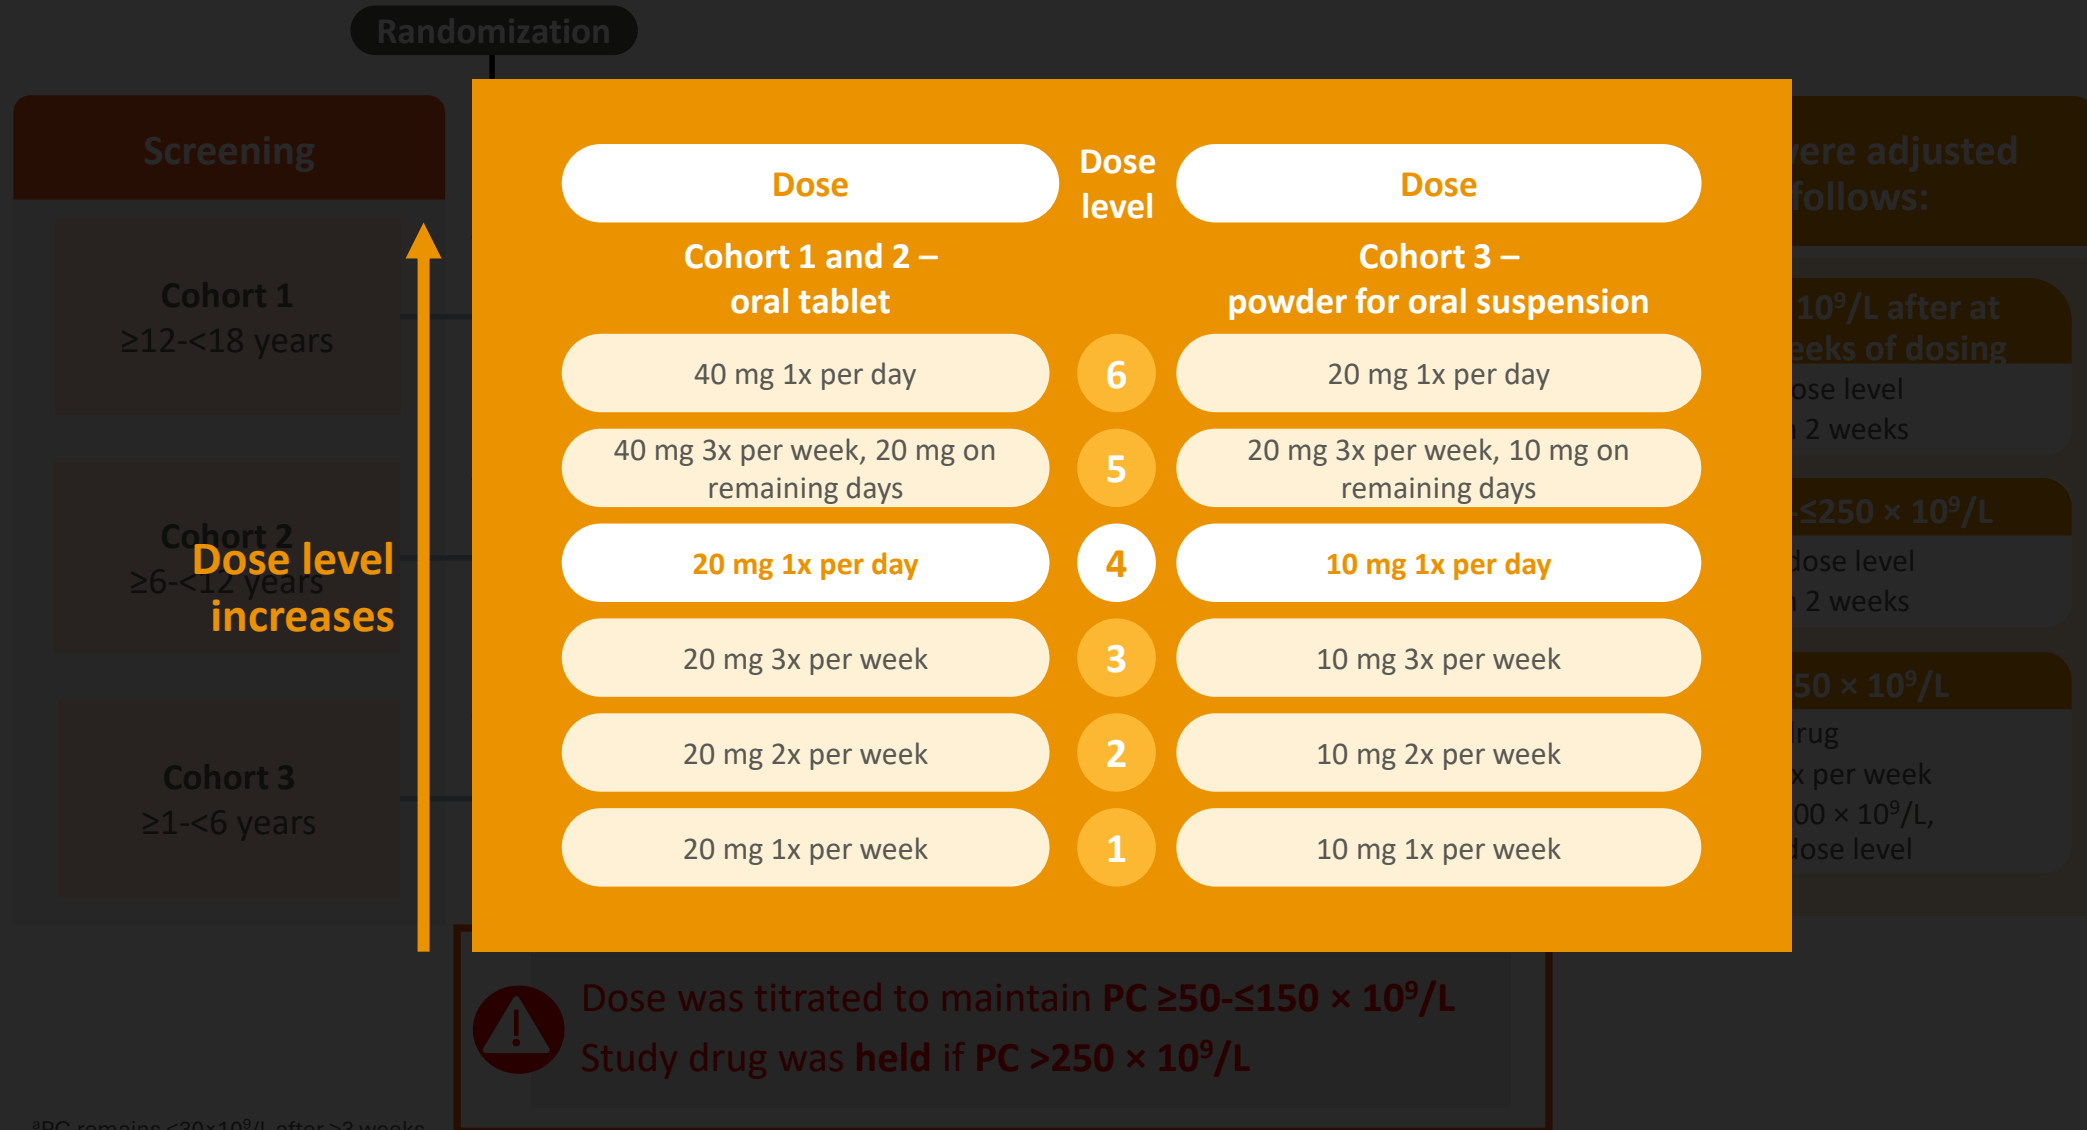 Randomization
Screening
Cohort 1
≥12-<18 years
Cohort 2
≥6-<12 years
Cohort 3
≥1-<6 years
Dose level
increases
Dose
Dose
level
Dose
Cohort 1 and 2 –
oral tablet
Cohort 3 –
powder for oral suspension
40 mg 1x per day
6
20 mg 1x per day
40 mg 3x per week, 20 mg on
remaining days
5
20 mg 3x per week, 10 mg on
remaining days
20 mg 1x per day
4
10 mg 1x per day
20 mg 3x per week
3
10 mg 3x per week
20 mg 2x per week
2
10 mg 2x per week
20 mg 1x per week
1
10 mg 1x per week
were adjusted
follows:
10⁹/L after at
of dosing
level
2 weeks
≤250 × 10⁹/L
dose level
2 weeks
50 × 10⁹/L
drug
per week
00 × 10⁹/L,
dose level
Dose was titrated to maintain PC ≥50-≤150 × 10⁹/L
Study drug was held if PC >250 × 10⁹/L